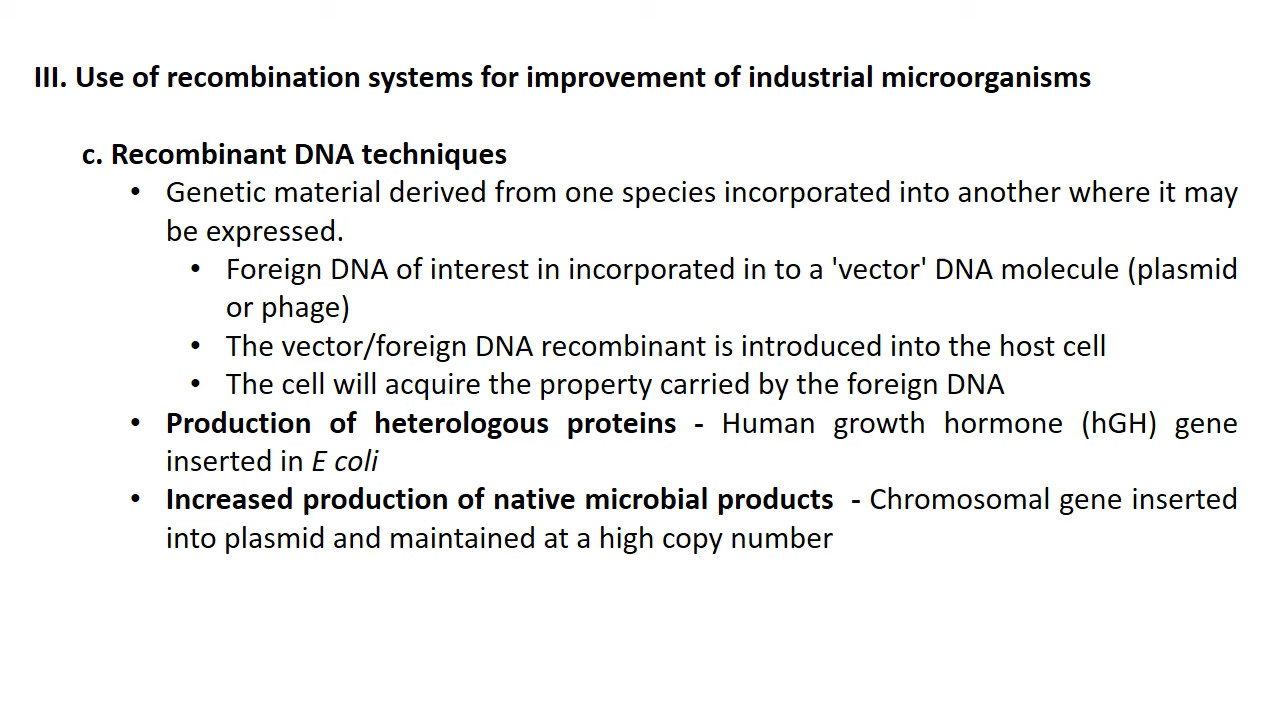 III. Use of recombination systems for improvement of industrial microorganisms
c. Recombinant DNA techniques
• Genetic material derived from one species incorporated into another where it may
be expressed.
• Foreign DNA of interest in incorporated in to a 'vector' DNA molecule (plasmid
or phage)
• The vector/foreign DNA recombinant is introduced into the host cell
• The cell will acquire the property carried by the foreign DNA
• Production of heterologous proteins - Human growth hormone (hGH) gene
inserted in E coli
• Increased production of native microbial products - Chromosomal gene inserted
into plasmid and maintained at a high copy number